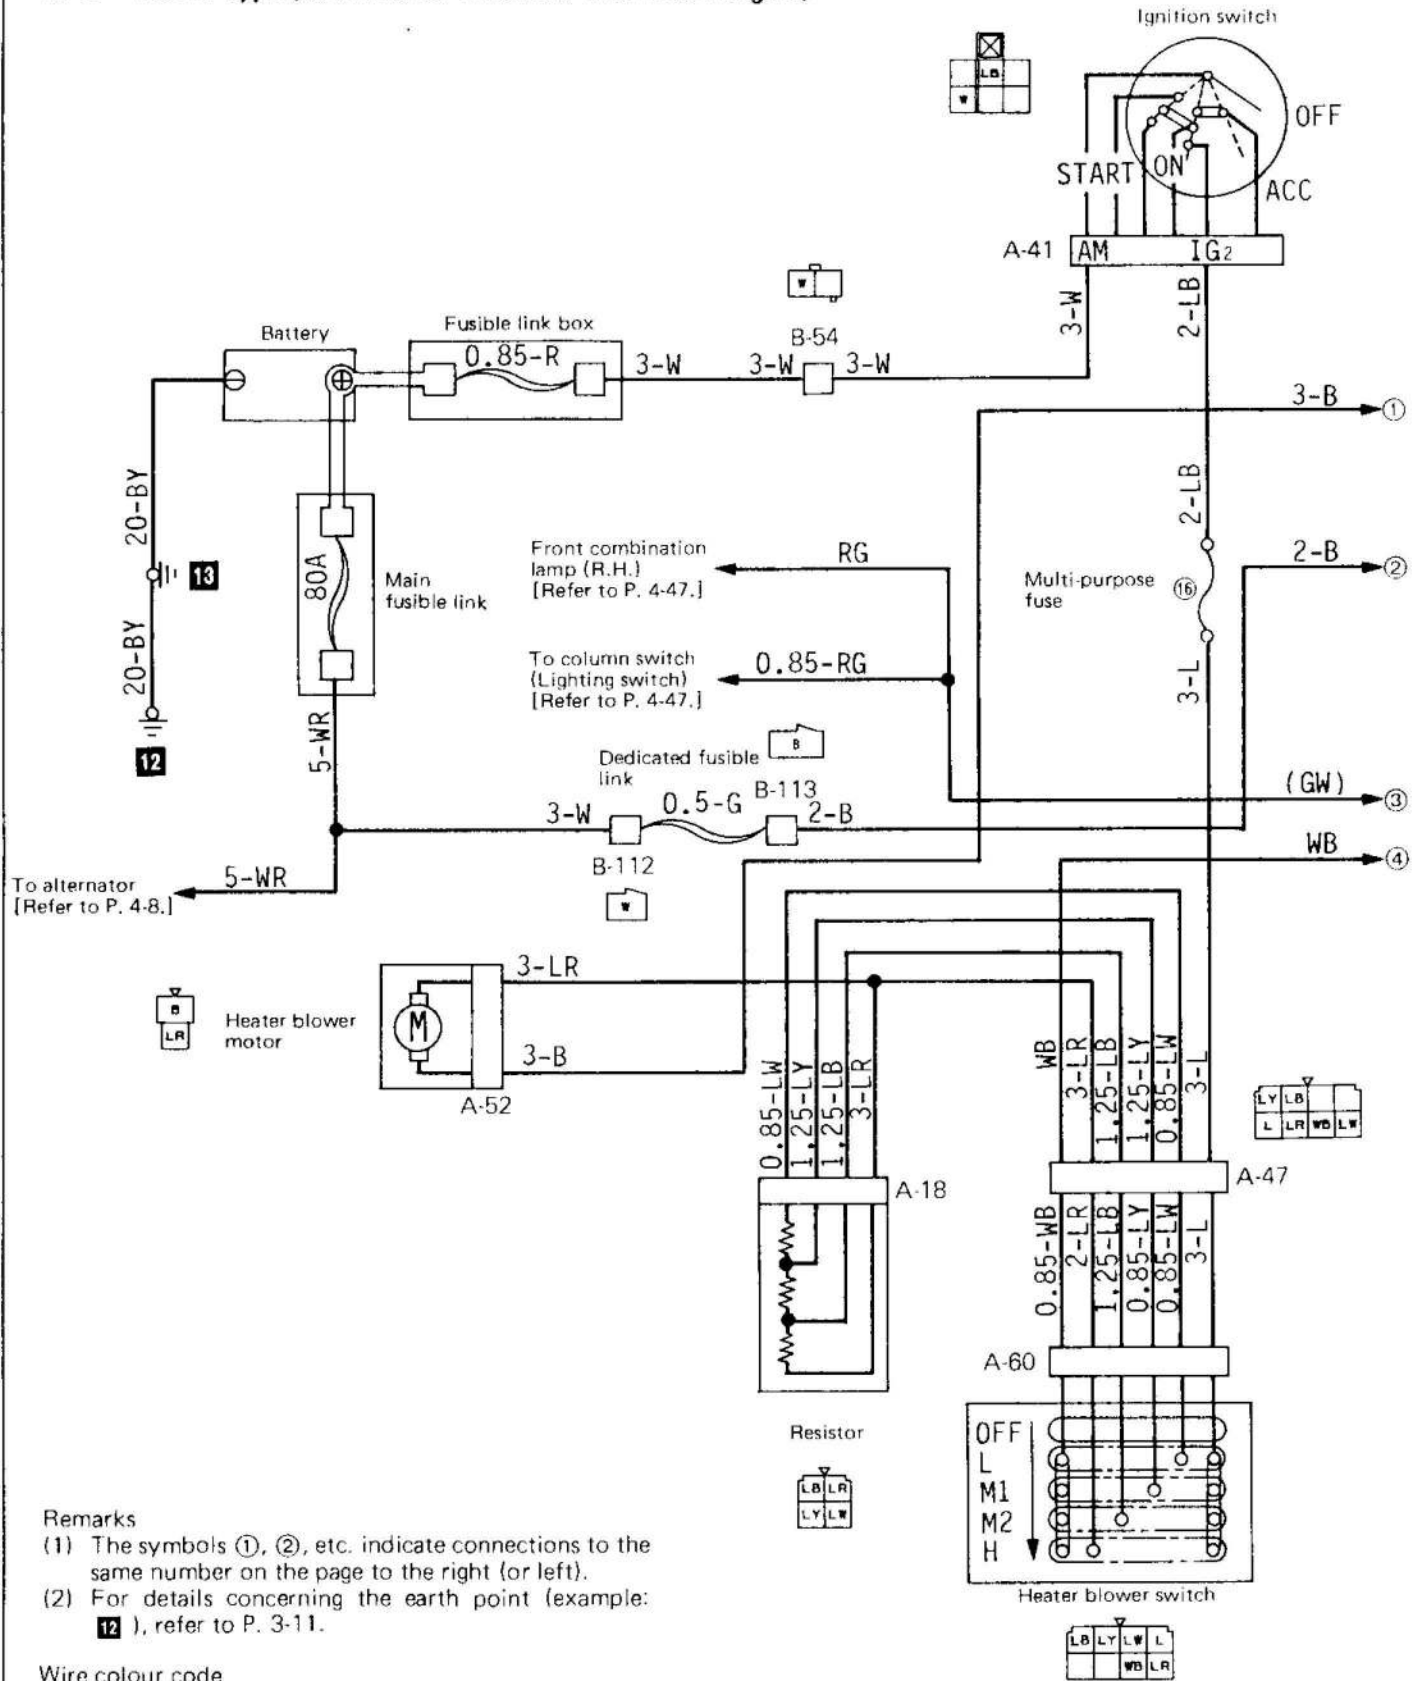 Ignition switch
LB
W
OFF
START
ON
ACC
A-41
AM
IG2
3-W
2-LB
W
B-54
Battery
Fusible link box
0.85-R
3-W
3-W
3-W
3-B
①
20-BY
2-LB
80A
Main
fusible link
Front combination
lamp (R.H.)
[Refer to P. 4-47.]
RG
Multi-purpose
fuse
⑯
2-B
②
13
20-BY
12
To column switch
(Lighting switch)
[Refer to P. 4-47.]
0.85-RG
3-L
5-WR
B
Dedicated fusible
link
B-113
3-W
0.5-G
2-B
(GW)
③
B-112
W
WB
④
To alternator
[Refer to P. 4-8.]
5-WR
3-LR
B
LR
Heater blower
motor
M
3-B
A-52
0.85-LW
1.25-LY
1.25-LB
3-LR
WB
3-LR
1.25-LB
1.25-LY
0.85-LW
3-L
LY LB
L LR WB LW
A-18
A-47
0.85-WB
2-LR
1.25-LB
0.85-LY
0.85-LW
3-L
A-60
Resistor
LB LR
LY LW
OFF
L
M1
M2
H
Heater blower switch
LB LY LW L
WB LR
Remarks
(1) The symbols ①, ②, etc. indicate connections to the
same number on the page to the right (or left).
(2) For details concerning the earth point (example:
12 ), refer to P. 3-11.
Wire colour code